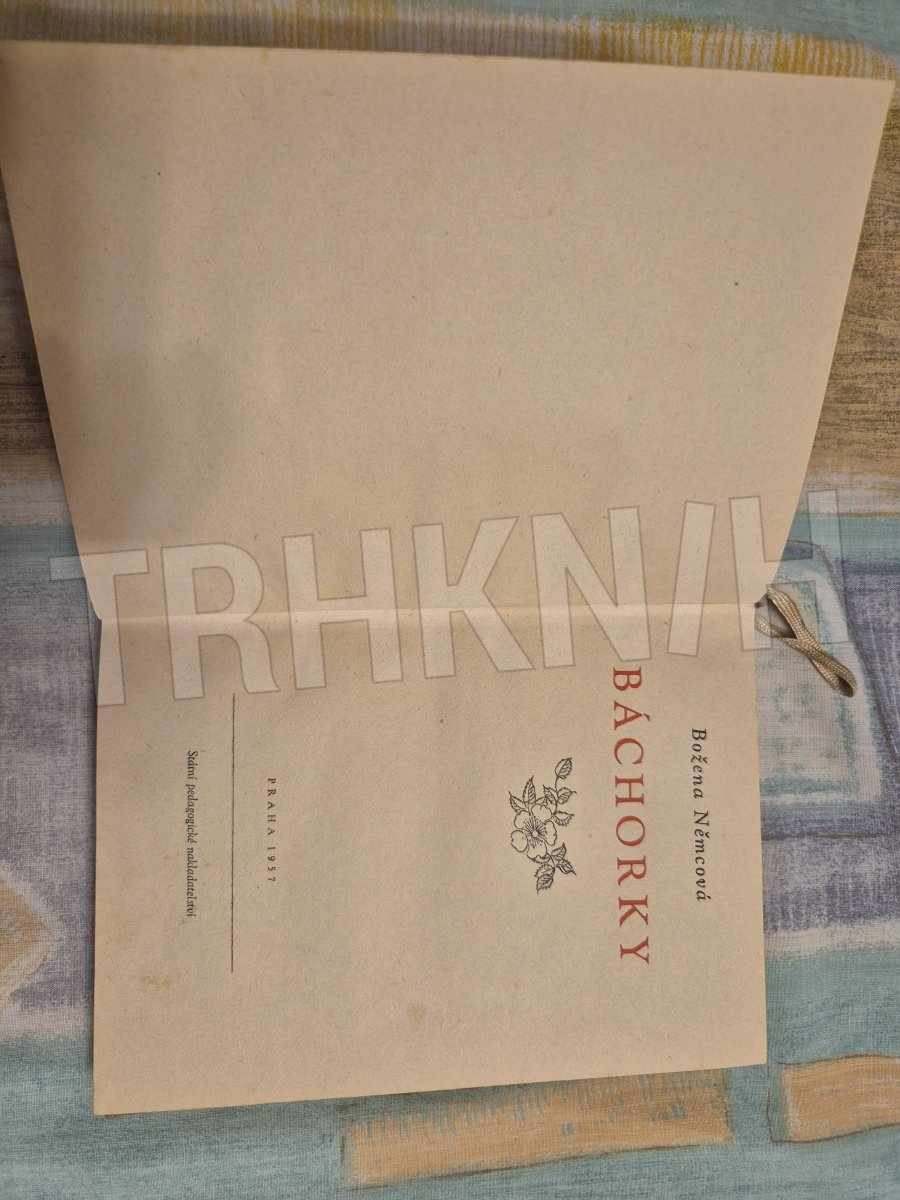 Božena Němcová
BÁCHORKY
PRAHA 1957
Státní pedagogické nakladatelství
TRHKNIH